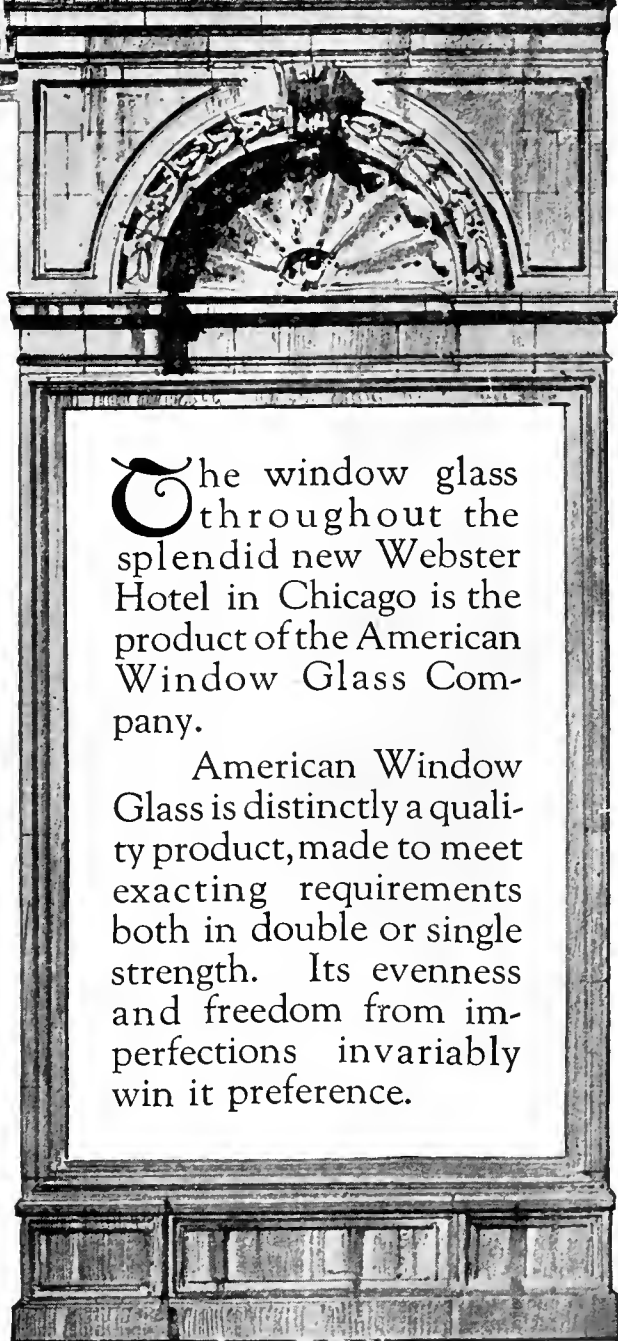 The window glass
throughout the
splendid new Webster
Hotel in Chicago is the
product of the American
Window Glass Com-
pany.
American Window
Glass is distinctly a quali-
ty product, made to meet
exacting requirements
both in double or single
strength. Its evenness
and freedom from im-
perfections invariably
win it preference.